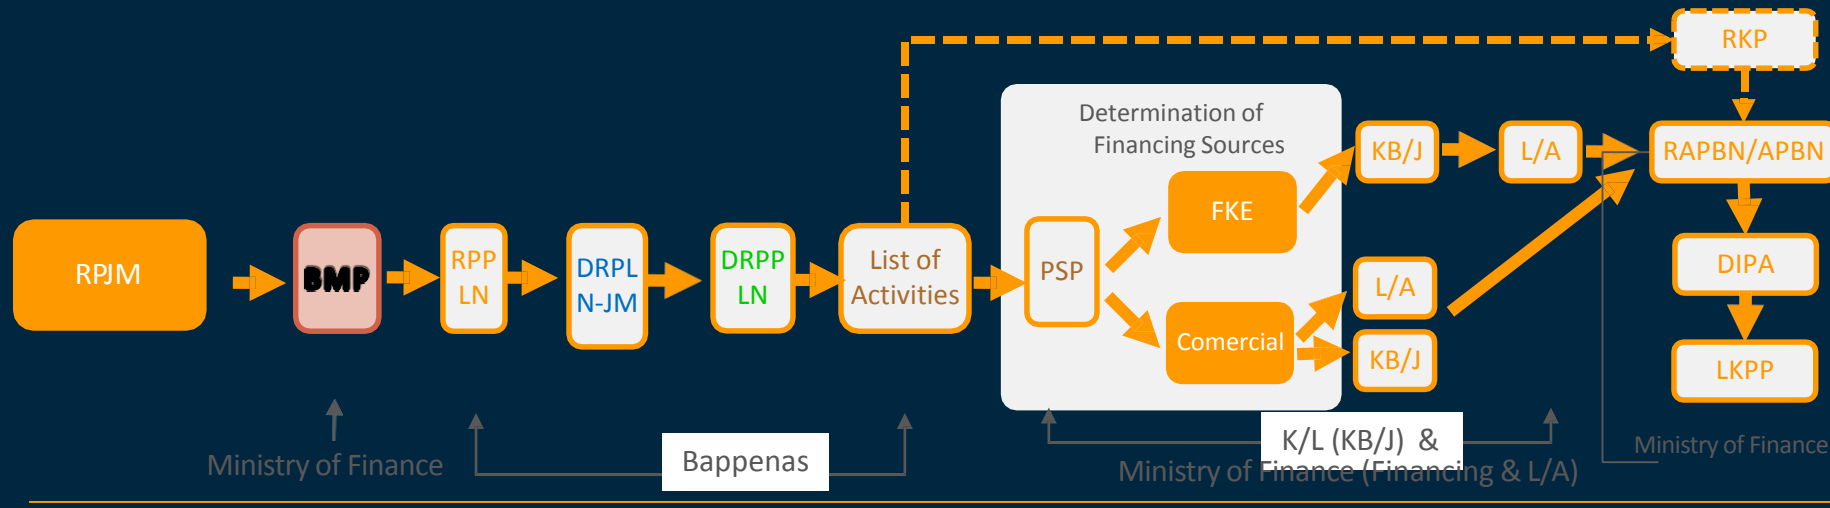 RKP
Determination of
Financing Sources
KB/J
L/A
RAPBN/APBN
FKE
RPJM
BMP
RPP
LN
DRPL
N-JM
DRPP
LN
List of
Activities
PSP
DIPA
L/A
Comercial
KB/J
LKPP
Ministry of Finance
Bappenas
K/L (KB/J) &
Ministry of Finance (Financing & L/A)
Ministry of Finance